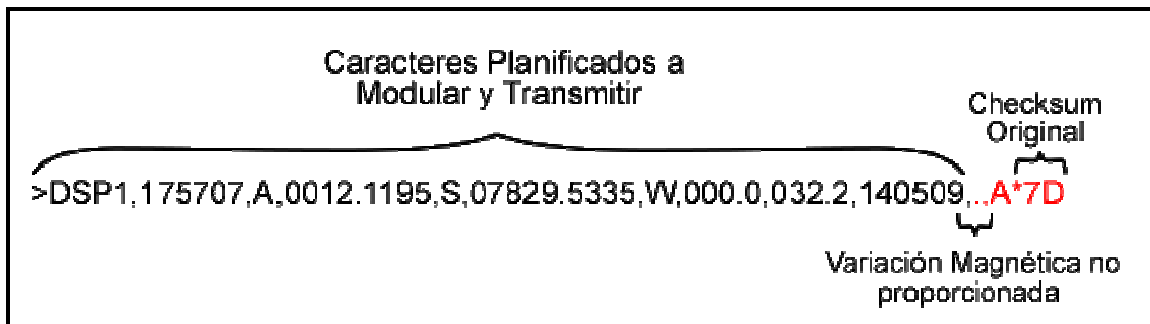 Caracteres Planificados a
Modular y Transmitir
Checksum
Original
>DSP1,175707,A,0012.1195,S,07829.5335,W,000.0,032.2,140509,,,A*7D
Variación Magnética no
proporcionada